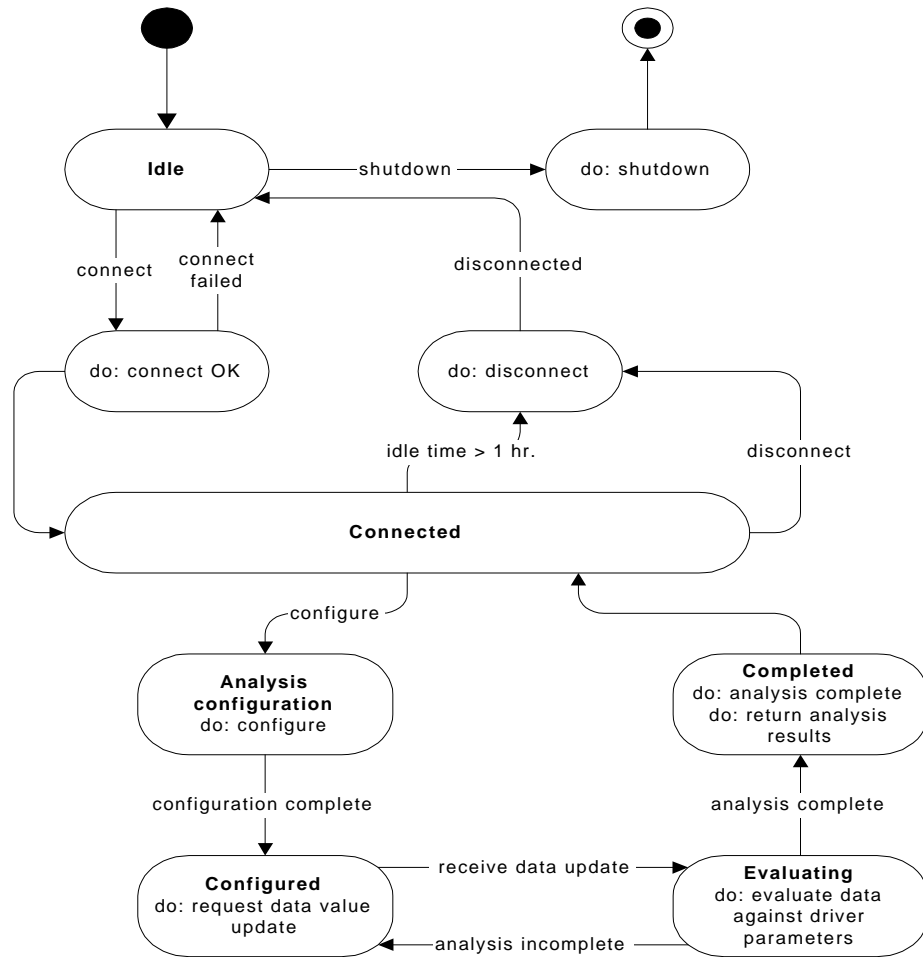 Idle
shutdown
do: shutdown
connect
connect
failed
disconnected
do: connect OK
do: disconnect
idle time > 1 hr.
disconnect
Connected
configure
Analysis
configuration
do: configure
Completed
do: analysis complete
do: return analysis
results
configuration complete
analysis complete
Configured
do: request data value
update
receive data update
analysis incomplete
Evaluating
do: evaluate data
against driver
parameters